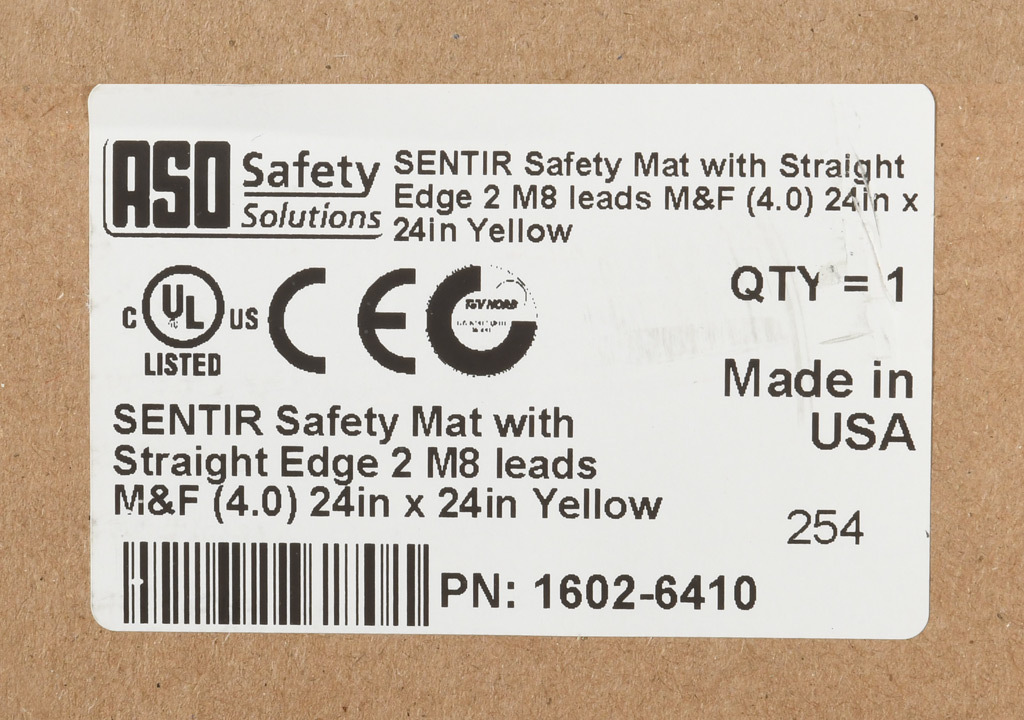 ASO Safety Solutions
SENTIR Safety Mat with Straight
Edge 2 M8 leads M&F (4.0) 24in x
24in Yellow
C UL US
LISTED
CE
TÜV NORD
QTY = 1
Made in
USA
SENTIR Safety Mat with
Straight Edge 2 M8 leads
M&F (4.0) 24in x 24in Yellow
254
PN: 1602-6410